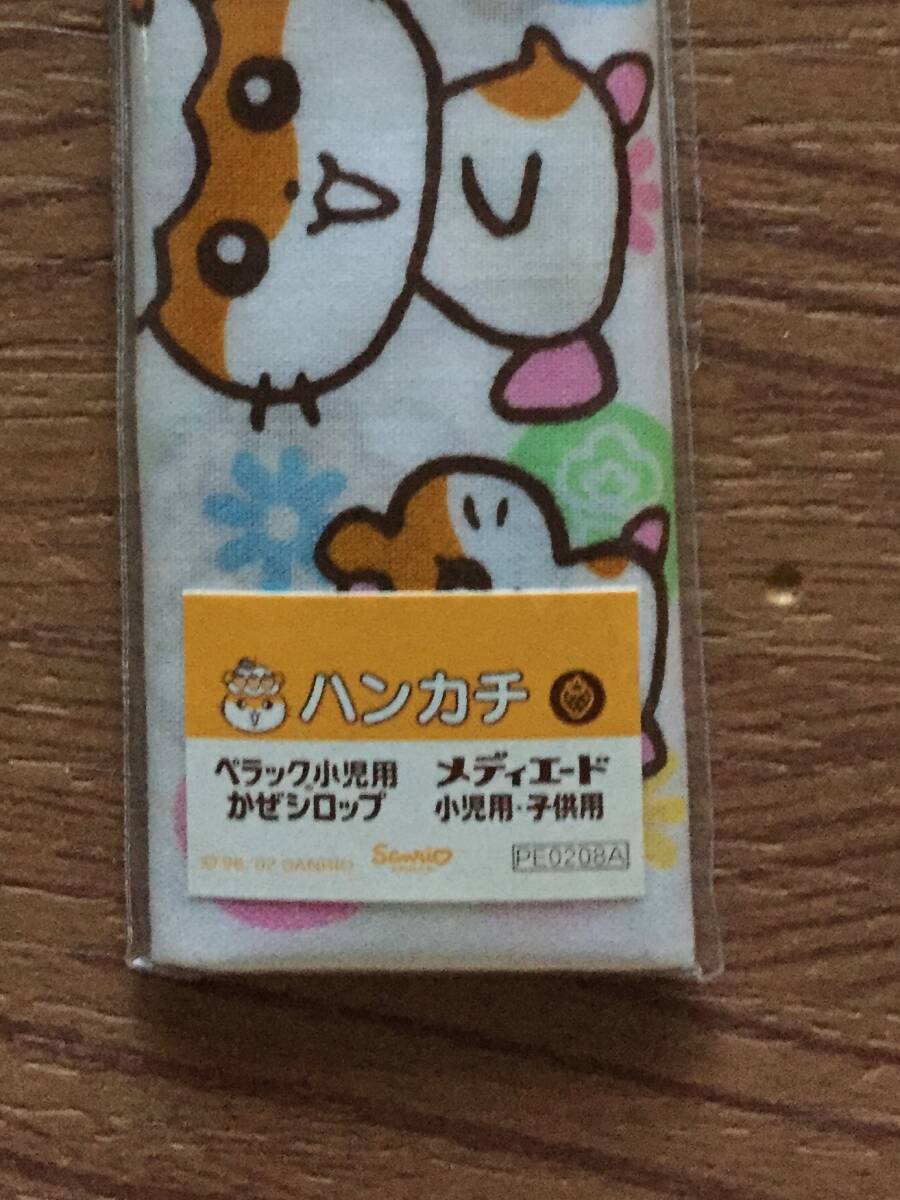 ハンカチ
ペラック小児用
かぜシロップ
メディエード
小児用・子供用
© '98, '02 SANRIO
Sanrio
PE0208A